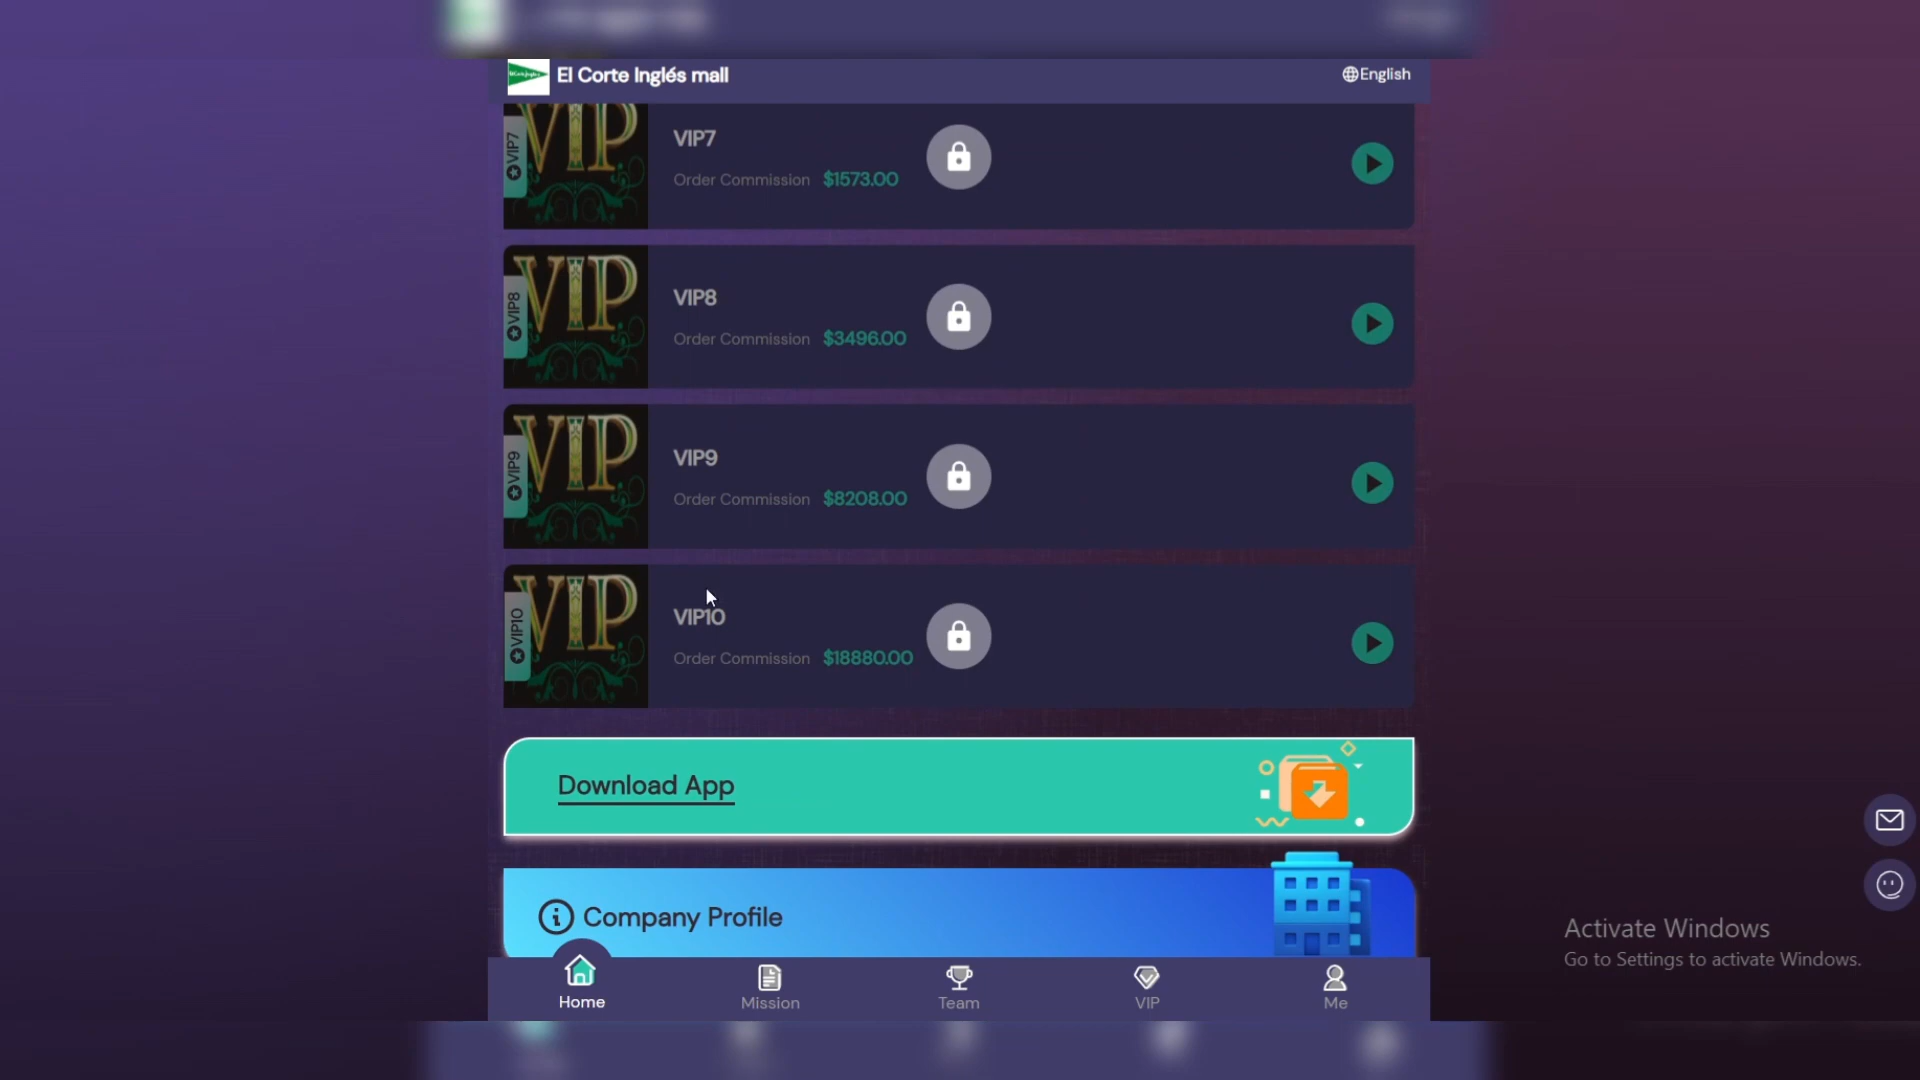 El Corte Inglés mall
English
VIP
VIP7
VIP7
Order Commission $1573.00
VIP
VIP8
VIP8
Order Commission $3496.00
VIP
VIP9
VIP9
Order Commission $8208.00
VIP
VIP10
VIP10
Order Commission $18880.00
Download App
Company Profile
Activate Windows
Go to Settings to activate Windows.
Home
Mission
Team
VIP
Me